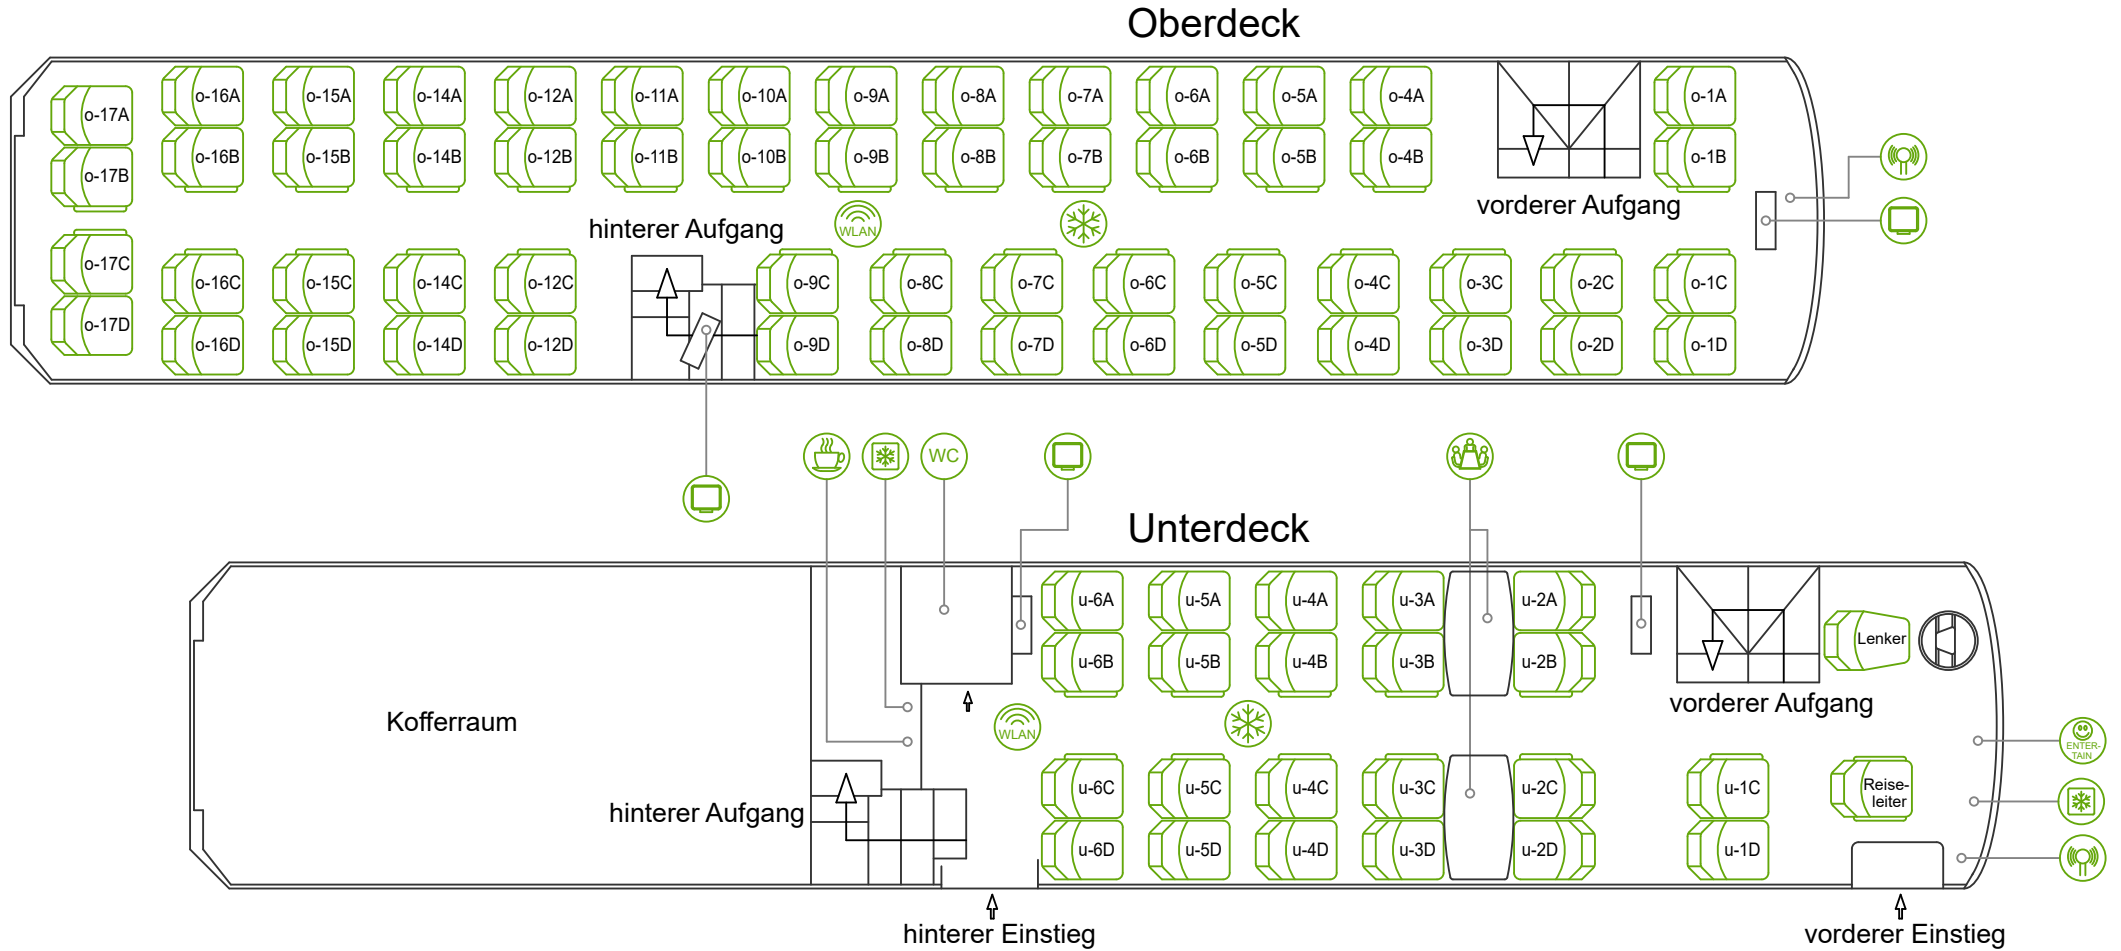 Oberdeck
o-17A
o-16A
o-15A
o-14A
o-12A
o-11A
o-10A
o-9A
o-8A
o-7A
o-6A
o-5A
o-4A
o-1A
o-17B
o-16B
o-15B
o-14B
o-12B
o-11B
o-10B
o-9B
o-8B
o-7B
o-6B
o-5B
o-4B
o-1B
vorderer Aufgang
hinterer Aufgang
WLAN
o-17C
o-16C
o-15C
o-14C
o-12C
o-9C
o-8C
o-7C
o-6C
o-5C
o-4C
o-3C
o-2C
o-1C
o-17D
o-16D
o-15D
o-14D
o-12D
o-9D
o-8D
o-7D
o-6D
o-5D
o-4D
o-3D
o-2D
o-1D
WC
Unterdeck
u-6A
u-5A
u-4A
u-3A
u-2A
Lenker
u-6B
u-5B
u-4B
u-3B
u-2B
vorderer Aufgang
Kofferraum
WLAN
ENTER-
TAIN
u-6C
u-5C
u-4C
u-3C
u-2C
u-1C
Reise-
leiter
hinterer Aufgang
u-6D
u-5D
u-4D
u-3D
u-2D
u-1D
hinterer Einstieg
vorderer Einstieg